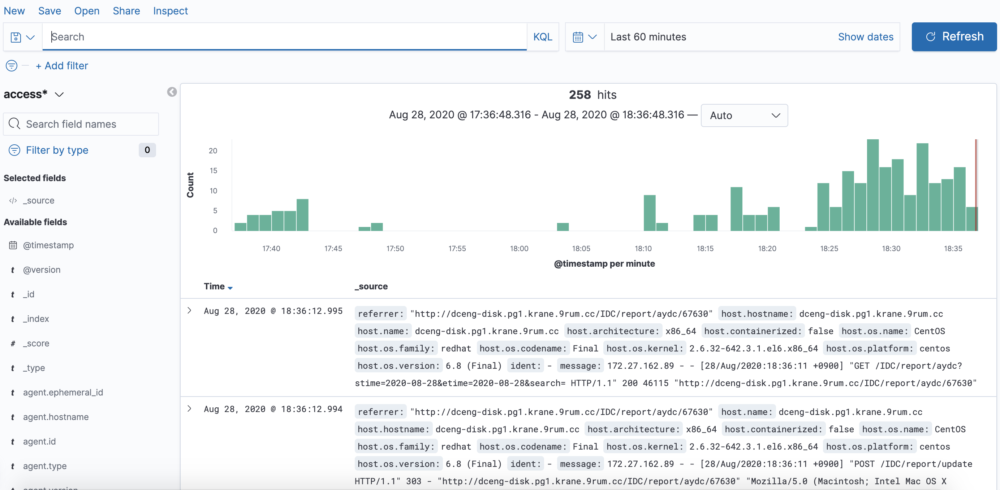 New Save Open Share Inspect
Search KQL Last 60 minutes Show dates Refresh
+ Add filter
access*
Search field names
Filter by type 0
Selected fields
</> _source
Available fields
@timestamp
t @version
t _id
t _index
# _score
t _type
t agent.ephemeral_id
t agent.hostname
t agent.id
t agent.type
t agent.version
258 hits
Aug 28, 2020 @ 17:36:48.316 - Aug 28, 2020 @ 18:36:48.316 — Auto
Count
20
15
10
5
0
17:40 17:45 17:50 17:55 18:00 18:05 18:10 18:15 18:20 18:25 18:30 18:35
@timestamp per minute
Time _source
Aug 28, 2020 @ 18:36:12.995
referrer: "http://dceng-disk.pg1.krane.9rum.cc/IDC/report/aydc/67630" host.hostname: dceng-disk.pg1.krane.9rum.cc
host.name: dceng-disk.pg1.krane.9rum.cc host.architecture: x86_64 host.containerized: false host.os.name: CentOS
host.os.family: redhat host.os.codename: Final host.os.kernel: 2.6.32-642.3.1.el6.x86_64 host.os.platform: centos
host.os.version: 6.8 (Final) ident: - message: 172.27.162.89 - - [28/Aug/2020:18:36:11 +0900] "GET /IDC/report/aydc?
stime=2020-08-28&etime=2020-08-28&search= HTTP/1.1" 200 46115 "http://dceng-disk.pg1.krane.9rum.cc/IDC/report/aydc/67630"
Aug 28, 2020 @ 18:36:12.994
referrer: "http://dceng-disk.pg1.krane.9rum.cc/IDC/report/aydc/67630" host.name: dceng-disk.pg1.krane.9rum.cc
host.hostname: dceng-disk.pg1.krane.9rum.cc host.architecture: x86_64 host.containerized: false host.os.name: CentOS
host.os.family: redhat host.os.codename: Final host.os.kernel: 2.6.32-642.3.1.el6.x86_64 host.os.platform: centos
host.os.version: 6.8 (Final) ident: - message: 172.27.162.89 - - [28/Aug/2020:18:36:11 +0900] "POST /IDC/report/update
HTTP/1.1" 303 - "http://dceng-disk.pg1.krane.9rum.cc/IDC/report/aydc/67630" "Mozilla/5.0 (Macintosh; Intel Mac OS X